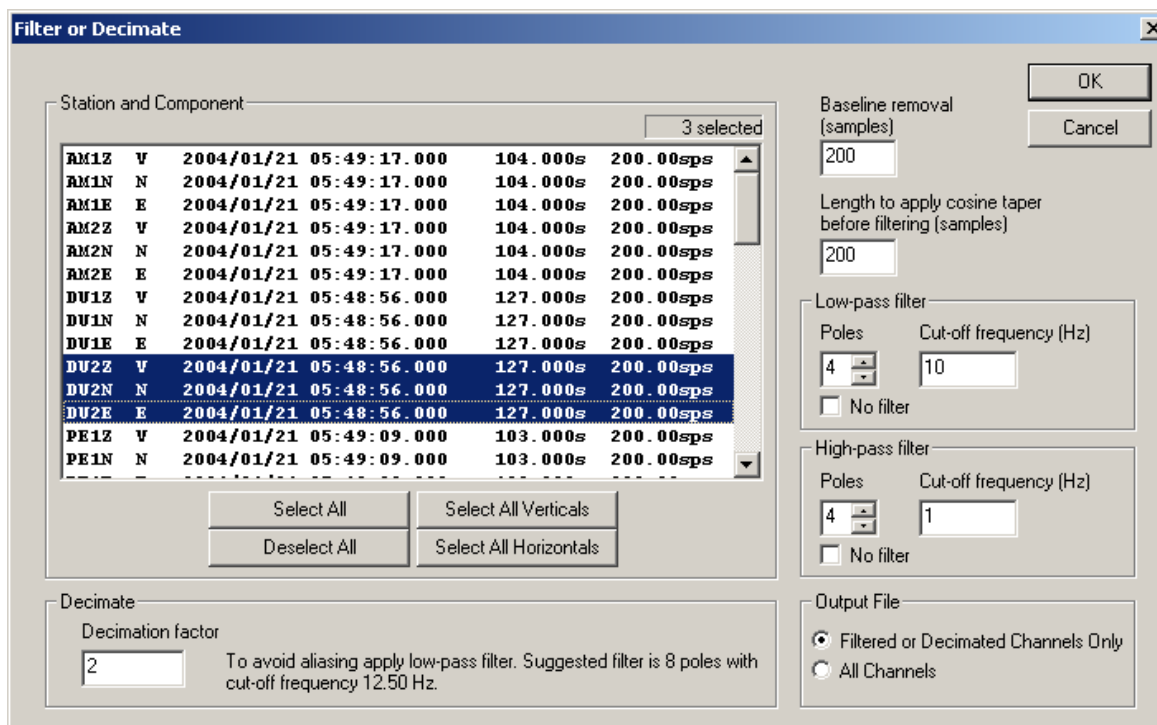 Filter or Decimate
Station and Component
3 selected
AM1Z V 2004/01/21 05:49:17.000 104.000s 200.00sps
AM1N N 2004/01/21 05:49:17.000 104.000s 200.00sps
AM1E E 2004/01/21 05:49:17.000 104.000s 200.00sps
AM2Z V 2004/01/21 05:49:17.000 104.000s 200.00sps
AM2N N 2004/01/21 05:49:17.000 104.000s 200.00sps
AM2E E 2004/01/21 05:49:17.000 104.000s 200.00sps
DU1Z V 2004/01/21 05:48:56.000 127.000s 200.00sps
DU1N N 2004/01/21 05:48:56.000 127.000s 200.00sps
DU1E E 2004/01/21 05:48:56.000 127.000s 200.00sps
DU2Z V 2004/01/21 05:48:56.000 127.000s 200.00sps
DU2N N 2004/01/21 05:48:56.000 127.000s 200.00sps
DU2E E 2004/01/21 05:48:56.000 127.000s 200.00sps
PE1Z V 2004/01/21 05:49:09.000 103.000s 200.00sps
PE1N N 2004/01/21 05:49:09.000 103.000s 200.00sps
Select All
Select All Verticals
Deselect All
Select All Horizontals
Decimate
Decimation factor
2
To avoid aliasing apply low-pass filter. Suggested filter is 8 poles with
cut-off frequency 12.50 Hz.
OK
Cancel
Baseline removal
(samples)
200
Length to apply cosine taper
before filtering (samples)
200
Low-pass filter
Poles
Cut-off frequency (Hz)
4
10
No filter
High-pass filter
Poles
Cut-off frequency (Hz)
4
1
No filter
Output File
Filtered or Decimated Channels Only
All Channels